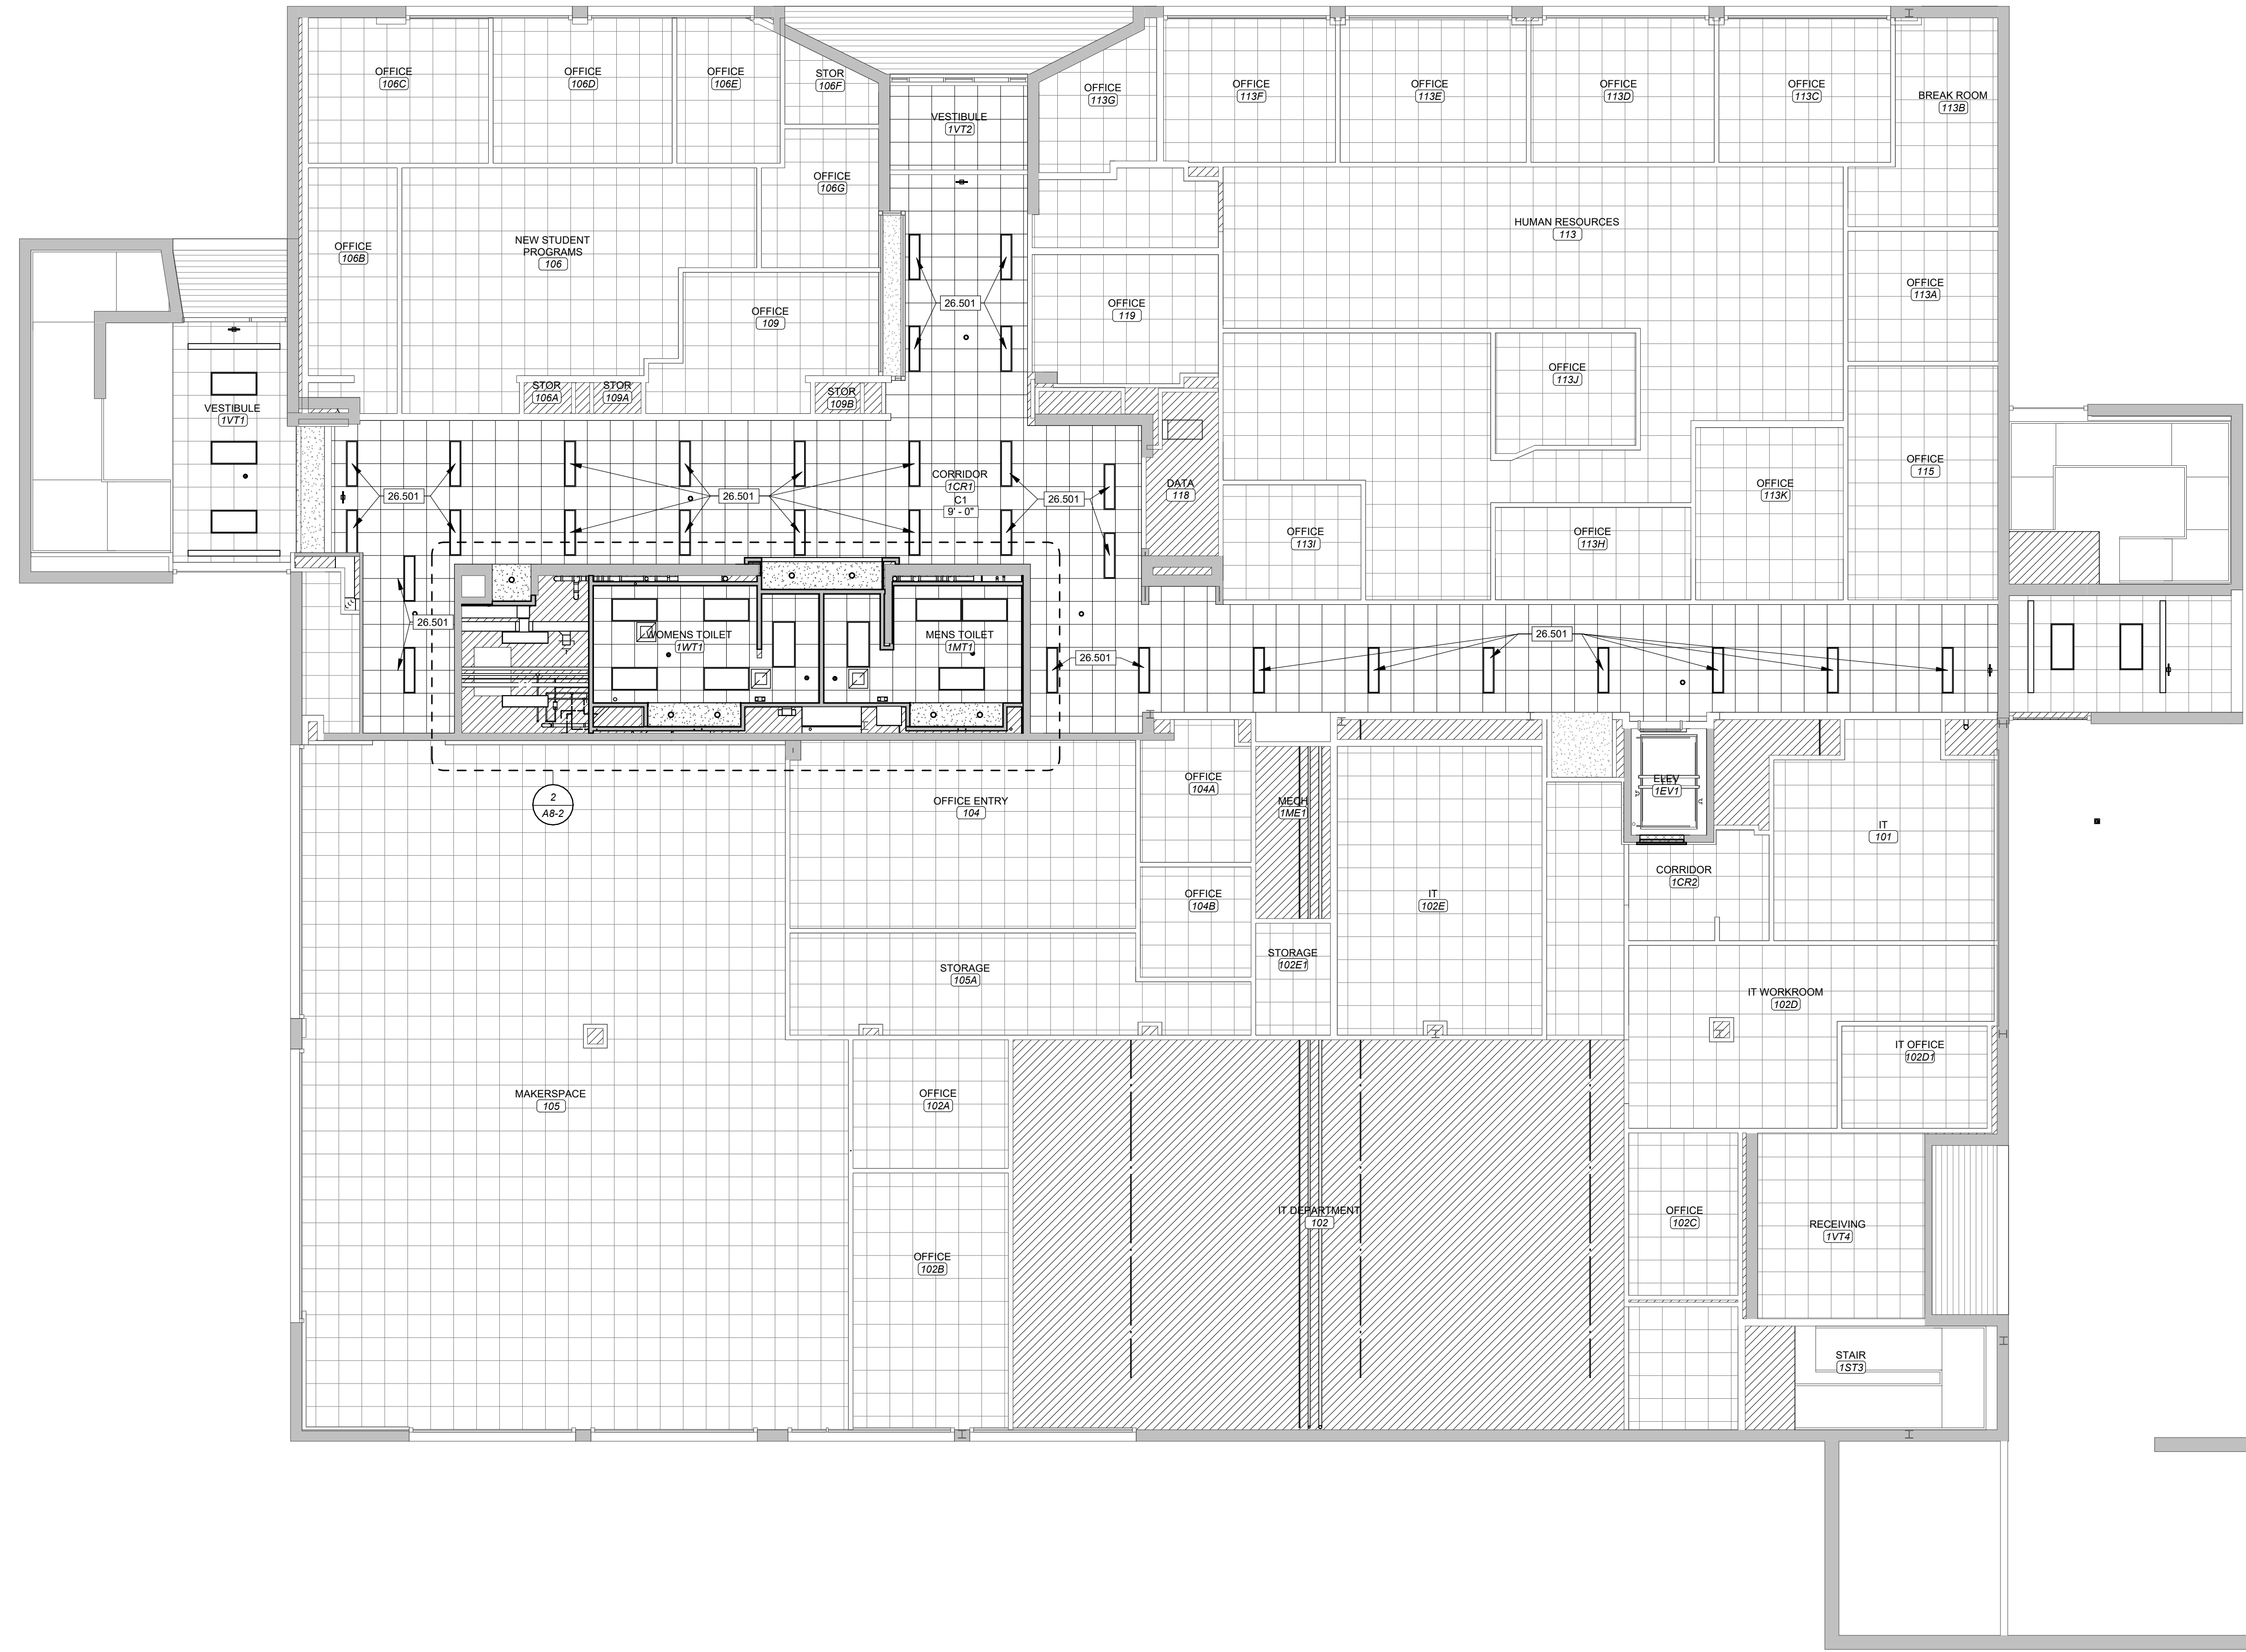 OFFICE
106C
OFFICE
106D
OFFICE
106E
STOR
106F
OFFICE
113G
OFFICE
113F
OFFICE
113E
OFFICE
113D
OFFICE
113C
BREAK ROOM
113B
VESTIBULE
1VT2
OFFICE
106G
OFFICE
106B
NEW STUDENT
PROGRAMS
106
HUMAN RESOURCES
113
OFFICE
113A
26.501
OFFICE
109
OFFICE
119
OFFICE
113J
STOR
106A
STOR
109A
STOR
109B
VESTIBULE
1VT1
OFFICE
115
26.501
26.501
CORRIDOR
1CR1
C1
9' - 0"
26.501
DATA
118
OFFICE
113K
OFFICE
113I
OFFICE
113H
26.501
WOMENS TOILET
1WT1
MENS TOILET
1MT1
26.501
26.501
2
A8-2
OFFICE ENTRY
104
OFFICE
104A
MECH
1ME1
ELEV
1EV1
IT
101
OFFICE
104B
IT
102E
CORRIDOR
1CR2
STORAGE
105A
STORAGE
102E1
IT WORKROOM
102D
IT OFFICE
102D1
MAKERSPACE
105
OFFICE
102A
IT DEPARTMENT
102
OFFICE
102C
RECEIVING
1VT4
OFFICE
102B
STAIR
1ST3